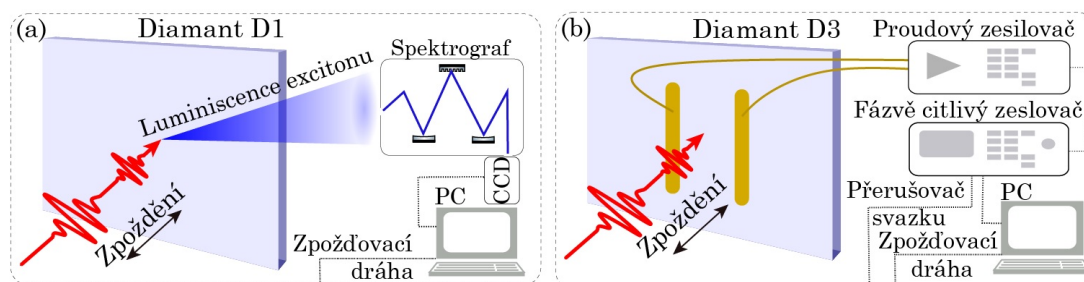 (a)
Diamant D1
Luminiscence excitonu
Spektrograf
CCD
PC
Zpoždění
Zpožďovací
dráha
(b)
Diamant D3
Proudový zesilovač
Fázvě citlivý zeslovač
Přerušovač
svazku
PC
Zpoždění
Zpožďovací
dráha